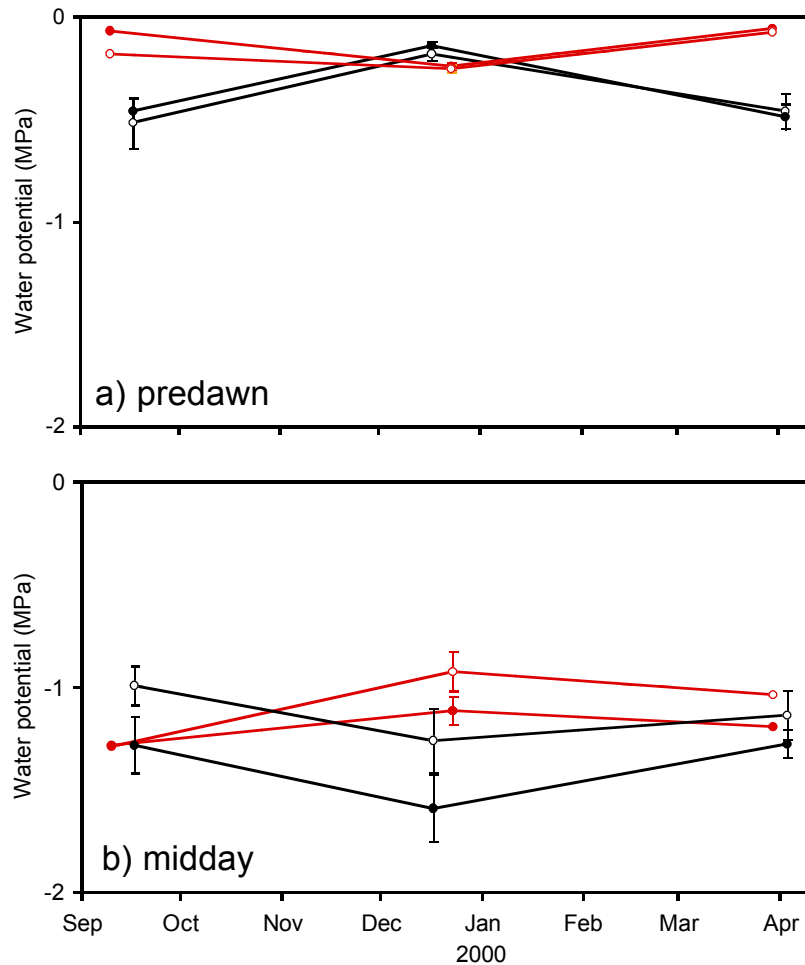 0
-1
-2
Water potential (MPa)
a) predawn
0
-1
-2
Water potential (MPa)
b) midday
Sep Oct Nov Dec Jan Feb Mar Apr
2000